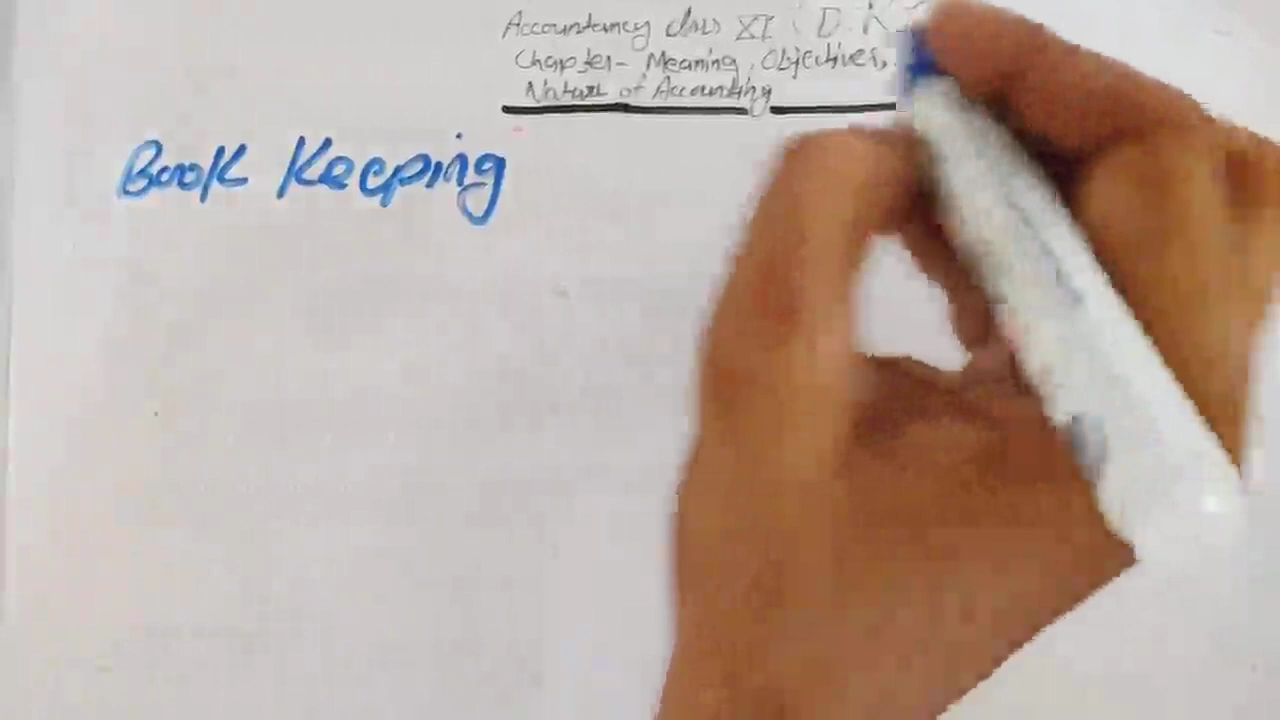 Accountancy class XI (D.K
Chapter- Meaning, Objectives,
Nature of Accounting
Book Keeping